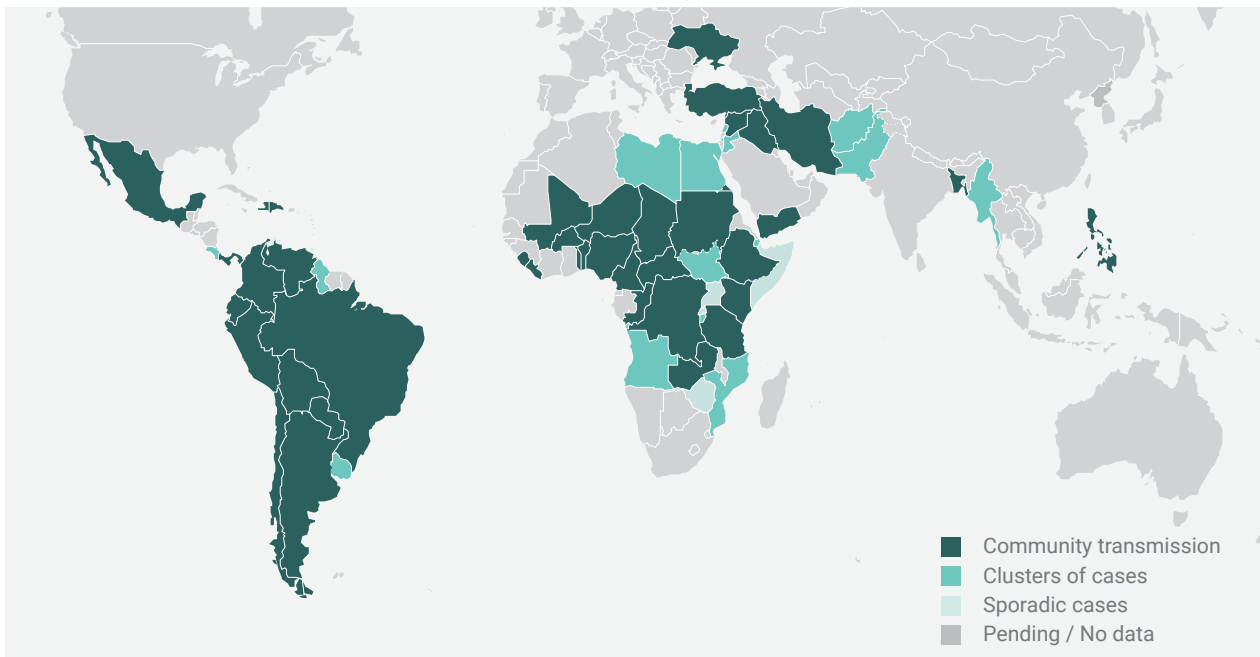 Community transmission
Clusters of cases
Sporadic cases
Pending / No data